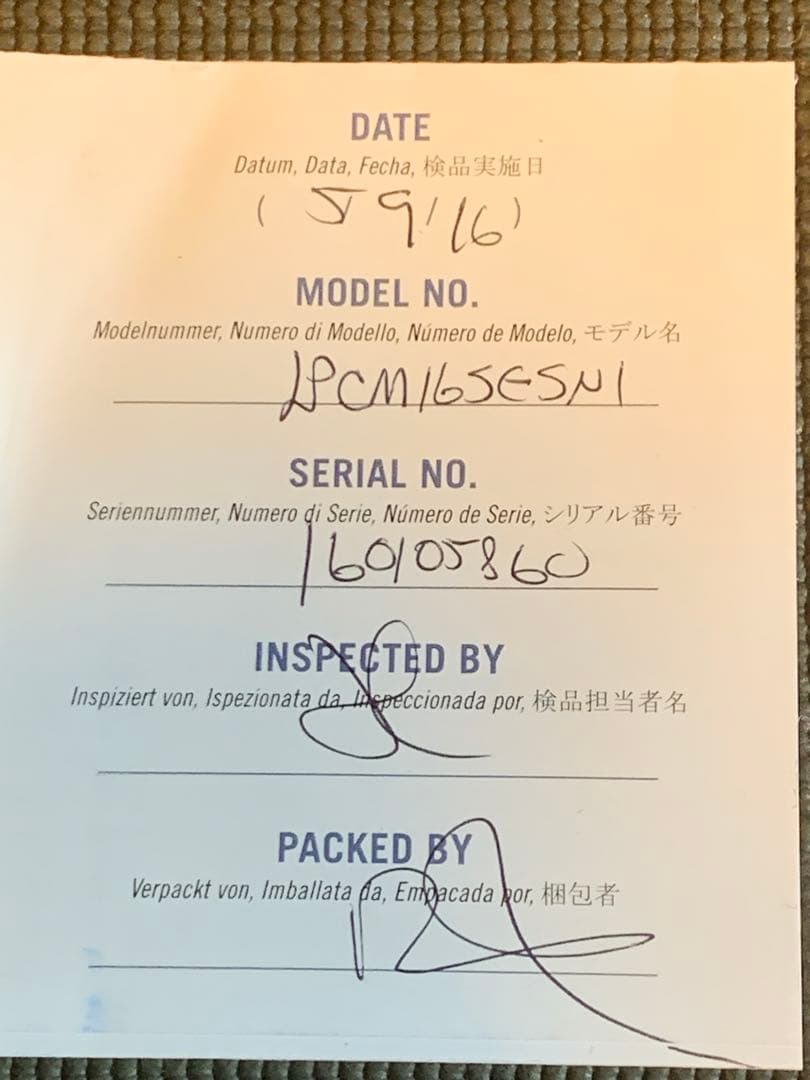 DATE
Datum, Data, Fecha, 検品実施日
( 5 9/16)
MODEL NO.
Modelnummer, Numero di Modello, Número de Modelo, モデル名
LPCM16SESN1
SERIAL NO.
Seriennummer, Numero di Serie, Número de Serie, シリアル番号
160105860
INSPECTED BY
Inspiziert von, Ispezionata da, Inspeccionada por, 検品担当者名
PACKED BY
Verpackt von, Imballata da, Empacada por, 梱包者